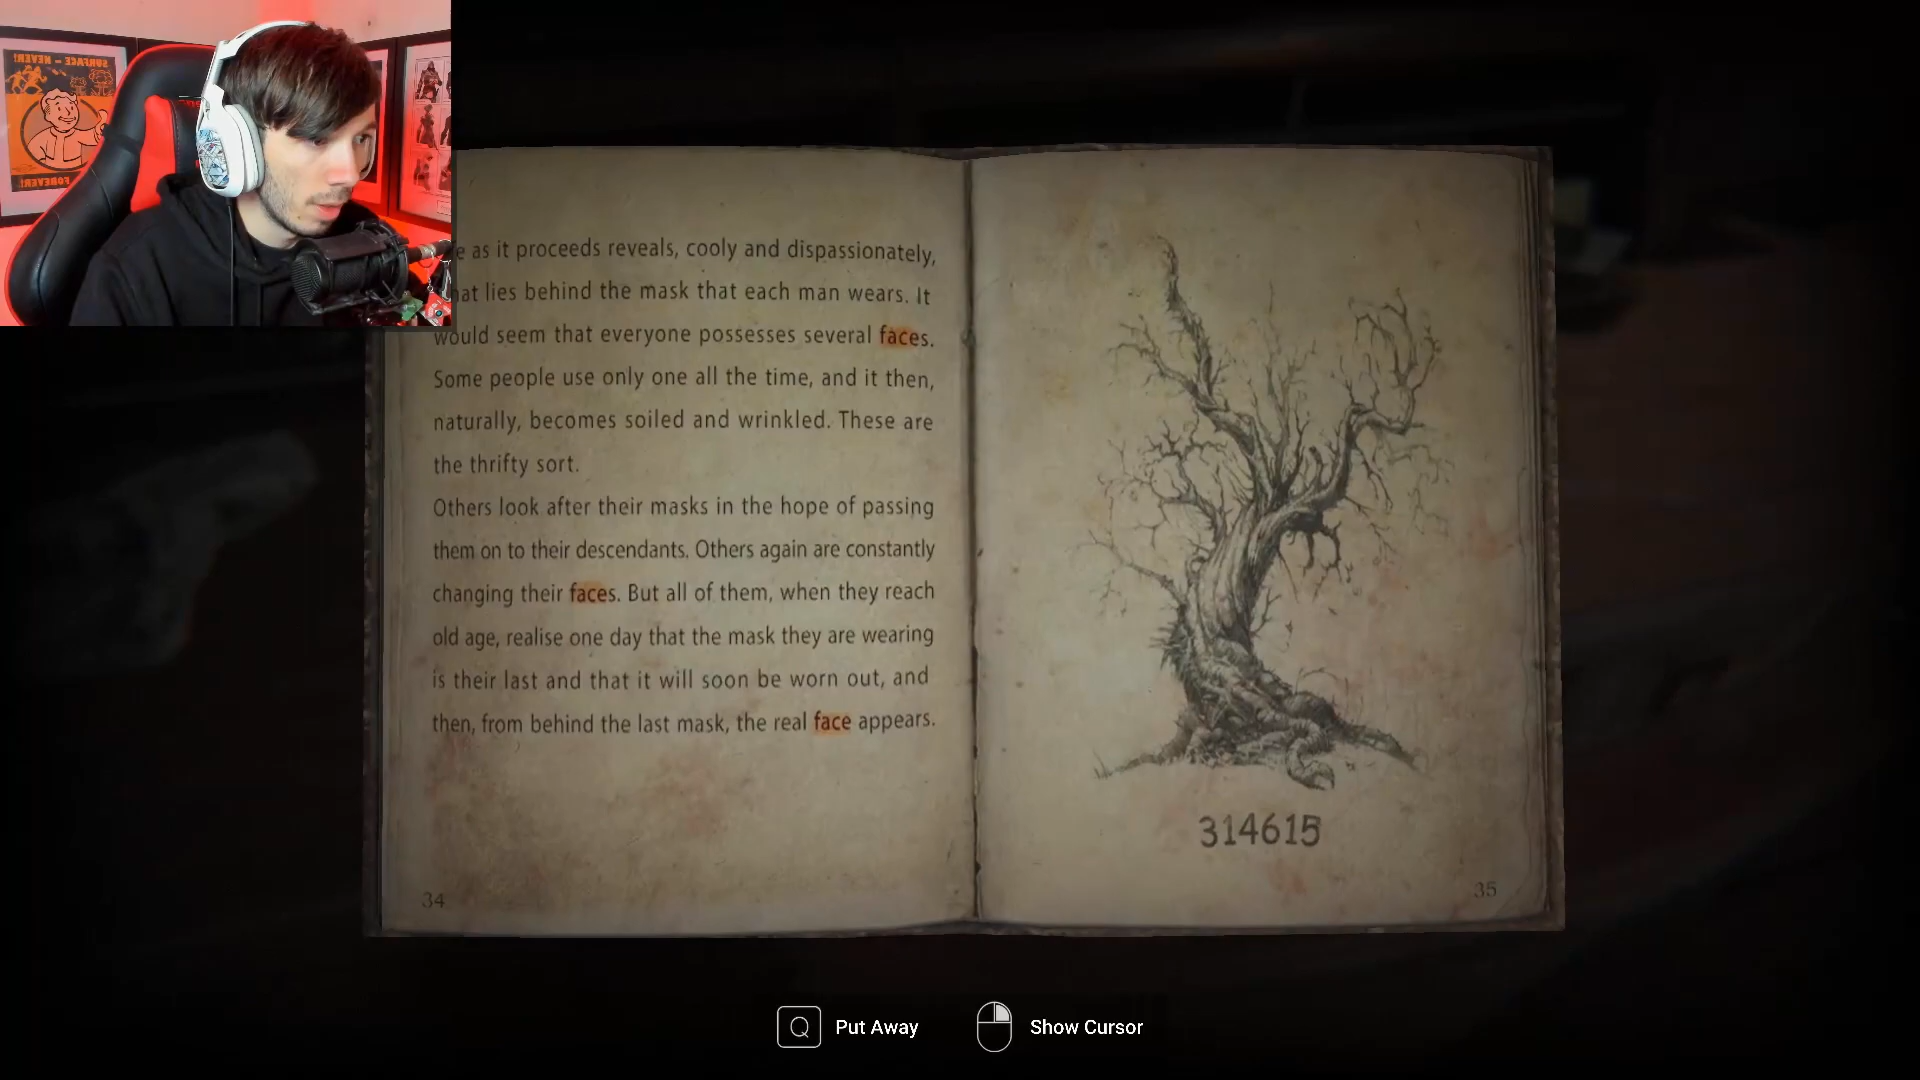 SURFACE – NEVER!
FOREVER!
as it proceeds reveals, cooly and dispassionately,
lies behind the mask that each man wears. It
would seem that everyone possesses several faces.
Some people use only one all the time, and it then,
naturally, becomes soiled and wrinkled. These are
the thrifty sort.
Others look after their masks in the hope of passing
them on to their descendants. Others again are constantly
changing their faces. But all of them, when they reach
old age, realise one day that the mask they are wearing
is their last and that it will soon be worn out, and
then, from behind the last mask, the real face appears.
34
314615
35
Q Put Away
Show Cursor